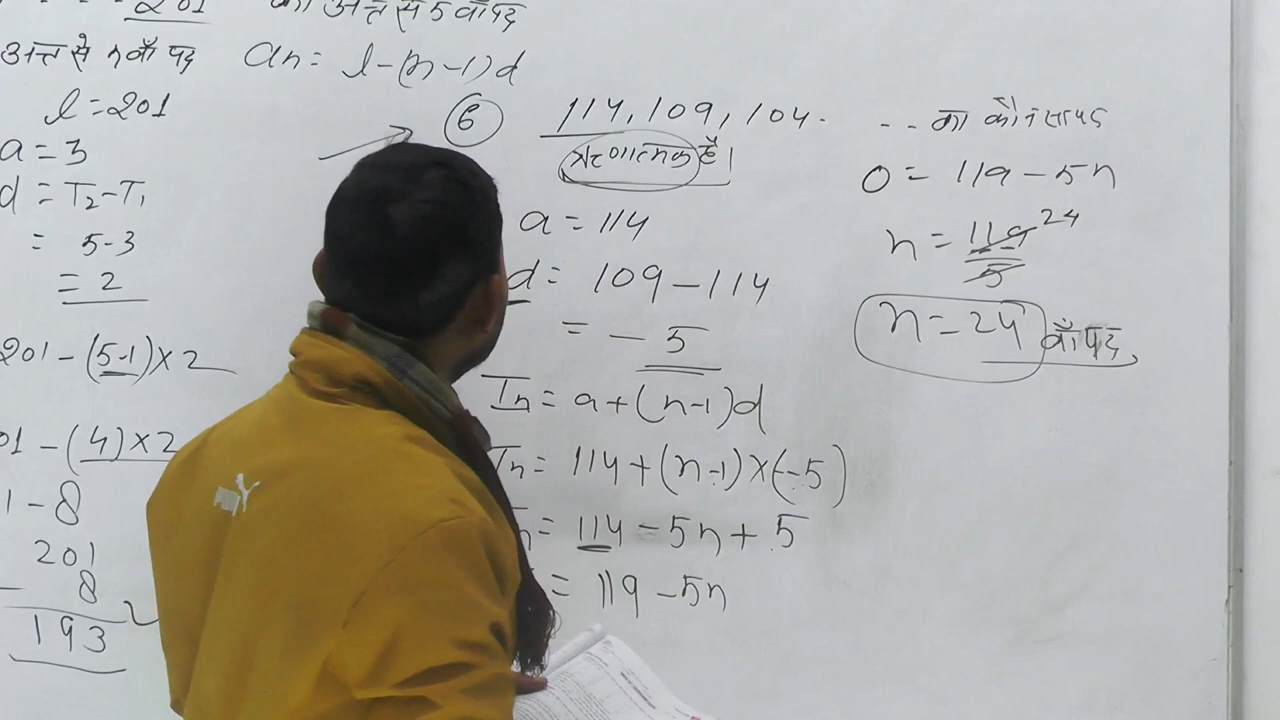 201 का अन्त से 5 वाँ पद
अन्त से n वाँ पद an = l-(n-1)d
l = 201
a = 3
d = T2-T1
= 5-3
= 2
201 - (5-1)×2
01 - (4)×2
1 - 8
201
- 8
193
6 114, 109, 104. -- का कौन सा पद
ऋणात्मक है।
a = 114
d = 109 - 114
= - 5
Tn = a+(n-1)d
Tn = 114+(n-1)×(-5)
n = 114 - 5n + 5
= 119 - 5n
0 = 119 - 5n
n = 119 24
5
n = 24 वाँ पद,